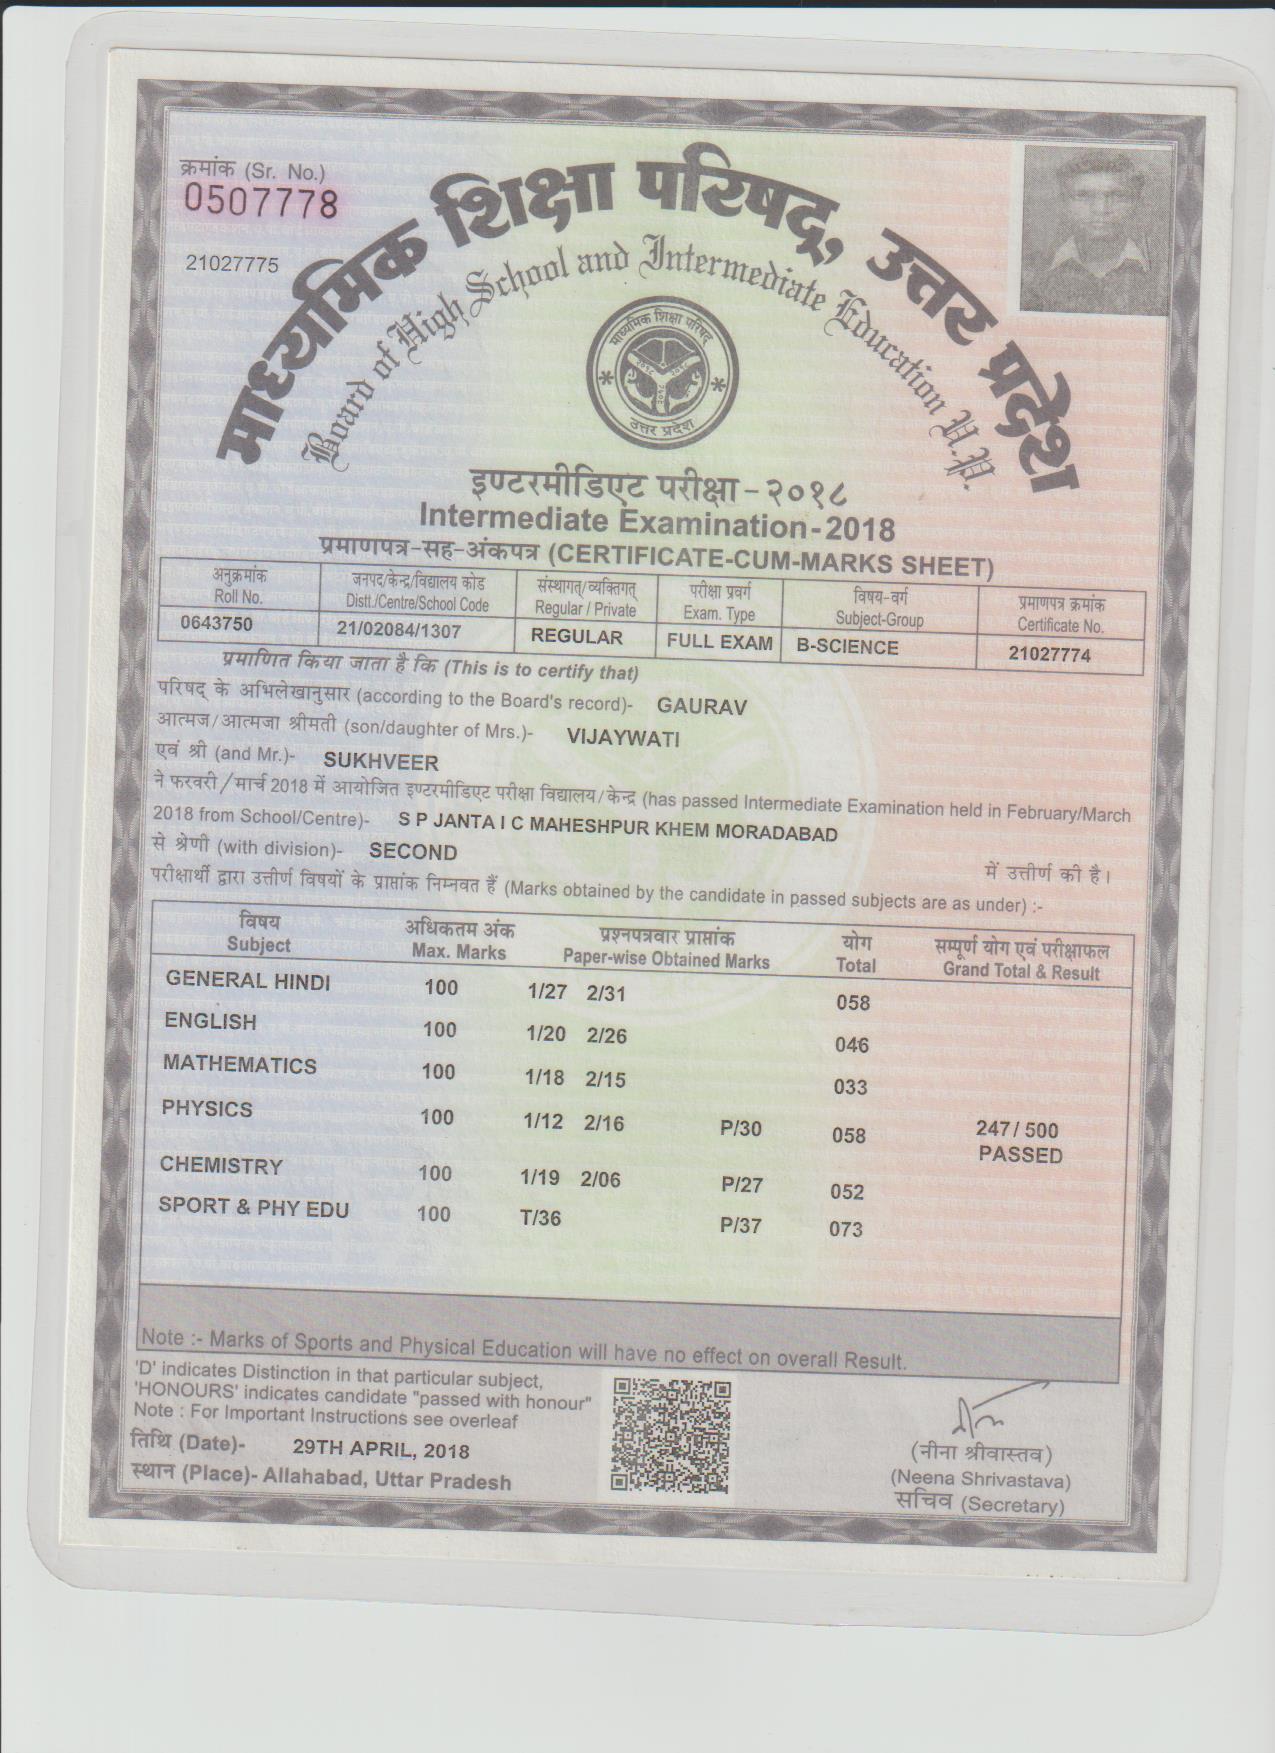 क्रमांक (Sr. No.)
0507778
21027775
माध्यमिक शिक्षा परिषद्, उत्तर प्रदेश
Board of High School and Intermediate Education U.P.
माध्यमिक शिक्षा परिषद्
उत्तर प्रदेश
इण्टरमीडिएट परीक्षा-२०१८
Intermediate Examination-2018
प्रमाणपत्र-सह-अंकपत्र (CERTIFICATE-CUM-MARKS SHEET)
अनुक्रमांक जनपद/केन्द्र/विद्यालय कोड संस्थागत्/व्यक्तिगत् परीक्षा प्रवर्ग विषय-वर्ग प्रमाणपत्र क्रमांक
Roll No. Distt./Centre/School Code Regular / Private Exam. Type Subject-Group Certificate No.
0643750 21/02084/1307 REGULAR FULL EXAM B-SCIENCE 21027774
प्रमाणित किया जाता है कि (This is to certify that)
परिषद् के अभिलेखानुसार (according to the Board's record)- GAURAV
आत्मज/आत्मजा श्रीमती (son/daughter of Mrs.)- VIJAYWATI
एवं श्री (and Mr.)- SUKHVEER
ने फरवरी/मार्च 2018 में आयोजित इण्टरमीडिएट परीक्षा विद्यालय/केन्द्र (has passed Intermediate Examination held in February/March
2018 from School/Centre)- S P JANTA I C MAHESHPUR KHEM MORADABAD
से श्रेणी (with division)- SECOND में उत्तीर्ण की है।
परीक्षार्थी द्वारा उत्तीर्ण विषयों के प्राप्तांक निम्नवत हैं (Marks obtained by the candidate in passed subjects are as under) :-
विषय अधिकतम अंक प्रश्नपत्रवार प्राप्तांक योग सम्पूर्ण योग एवं परीक्षाफल
Subject Max. Marks Paper-wise Obtained Marks Total Grand Total & Result
GENERAL HINDI 100 1/27 2/31 058
ENGLISH 100 1/20 2/26 046
MATHEMATICS 100 1/18 2/15 033
PHYSICS 100 1/12 2/16 P/30 058 247/ 500
PASSED
CHEMISTRY 100 1/19 2/06 P/27 052
SPORT & PHY EDU 100 T/36 P/37 073
Note :- Marks of Sports and Physical Education will have no effect on overall Result.
'D' indicates Distinction in that particular subject,
'HONOURS' indicates candidate "passed with honour"
Note : For Important Instructions see overleaf
तिथि (Date)- 29TH APRIL, 2018
स्थान (Place)- Allahabad, Uttar Pradesh
(नीना श्रीवास्तव)
(Neena Shrivastava)
सचिव (Secretary)